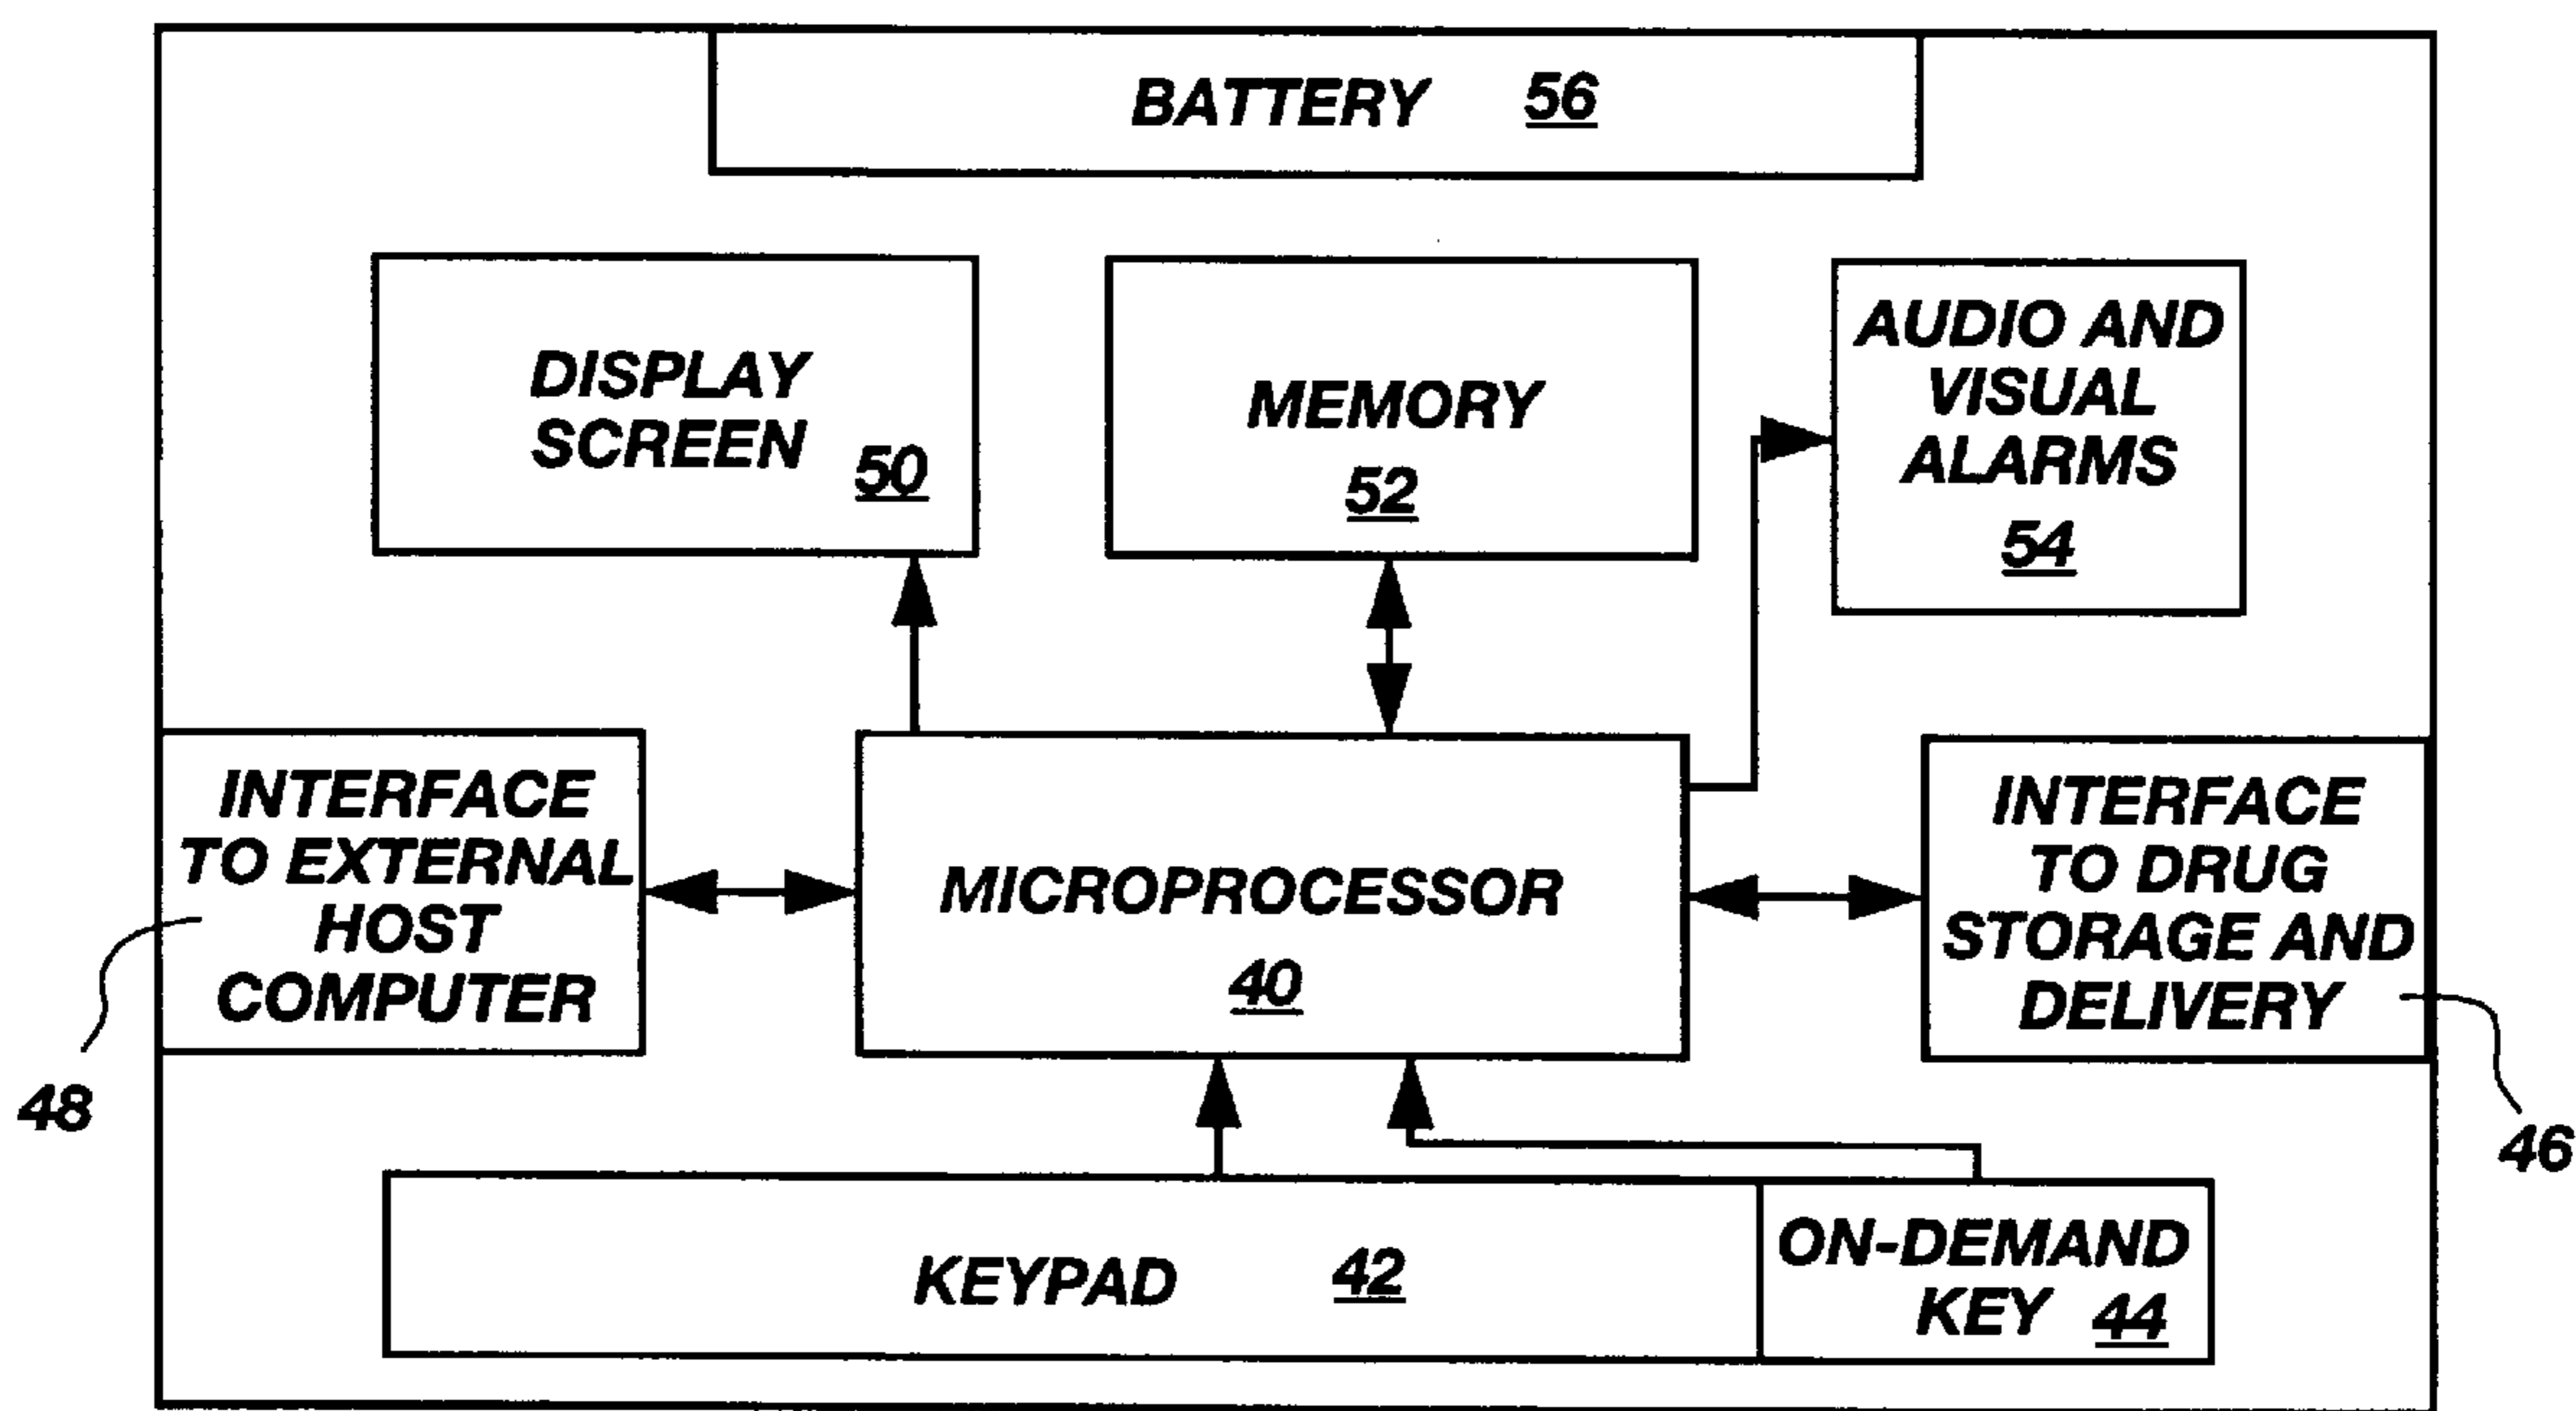 BATTERY 56
DISPLAY
SCREEN 50
MEMORY
52
AUDIO AND
VISUAL
ALARMS
54
INTERFACE
TO EXTERNAL
HOST
COMPUTER
48
MICROPROCESSOR
40
INTERFACE
TO DRUG
STORAGE AND
DELIVERY
46
KEYPAD 42
ON-DEMAND
KEY 44